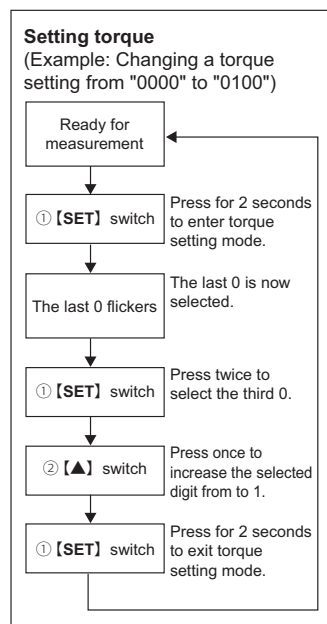 Setting torque
(Example: Changing a torque
setting from "0000" to "0100")
Ready for
measurement
①【SET】 switch
Press for 2 seconds
to enter torque
setting mode.
The last 0 flickers
The last 0 is now
selected.
①【SET】 switch
Press twice to
select the third 0.
②【▲】 switch
Press once to
increase the selected
digit from to 1.
①【SET】 switch
Press for 2 seconds
to exit torque
setting mode.